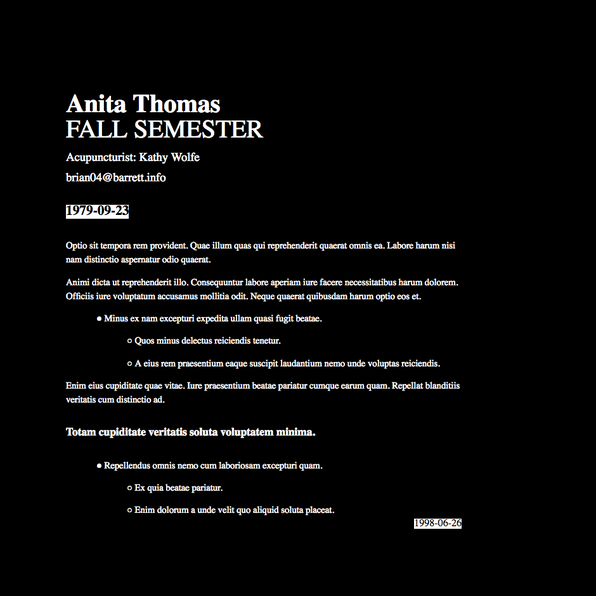 Anita Thomas
FALL SEMESTER
Acupuncturist: Kathy Wolfe
brian04@barrett.info
1979-09-23
Optio sit tempora rem provident. Quae illum quas qui reprehenderit quaerat omnis ea. Labore harum nisi
nam distinctio aspernatur odio quaerat.
Animi dicta ut reprehenderit illo. Consequuntur labore aperiam iure facere necessitatibus harum dolorem.
Officiis iure voluptatum accusamus mollitia odit. Neque quaerat quibusdam harum optio eos et.
Minus ex nam excepturi expedita ullam quasi fugit beatae.
Quos minus delectus reiciendis tenetur.
A eius rem praesentium eaque suscipit laudantium nemo unde voluptas reiciendis.
Enim eius cupiditate quae vitae. Iure praesentium beatae pariatur cumque earum quam. Repellat blanditiis
veritatis cum distinctio ad.
Totam cupiditate veritatis soluta voluptatem minima.
Repellendus omnis nemo cum laboriosam excepturi quam.
Ex quia beatae pariatur.
Enim dolorum a unde velit quo aliquid soluta placeat.
1998-06-26